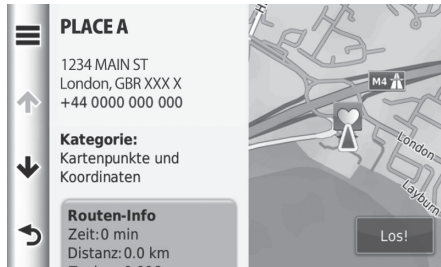 PLACE A
1234 MAIN ST
London, GBR XXX X
+44 0000 000 000
Kategorie:
Kartenpunkte und
Koordinaten
Routen-Info
Zeit: 0 min
Distanz: 0.0 km
M4
London
Layburn
Los!